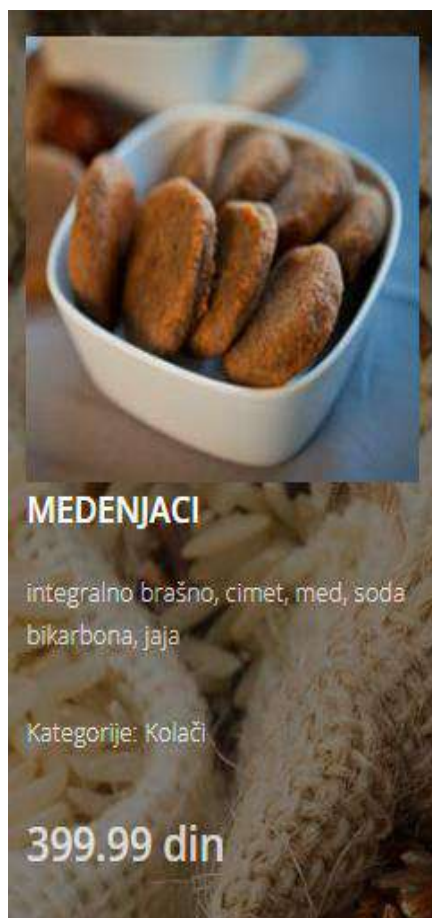 MEDENJACI
integralno brašno, cimet, med, soda
bikarbona, jaja
Kategorije: Kolači
399.99 din